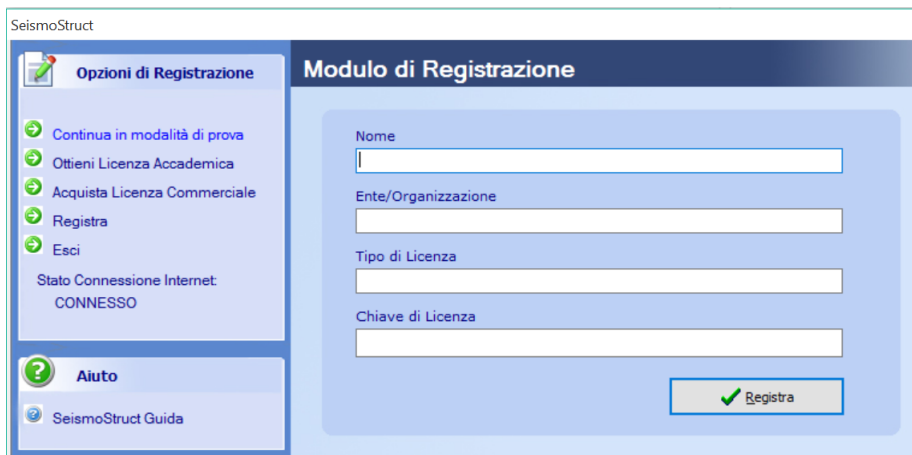 SeismoStruct
Opzioni di Registrazione
Continua in modalità di prova
Ottieni Licenza Accademica
Acquista Licenza Commerciale
Registra
Esci
Stato Connessione Internet:
CONNESSO
Aiuto
SeismoStruct Guida
Modulo di Registrazione
Nome
Ente/Organizzazione
Tipo di Licenza
Chiave di Licenza
Registra